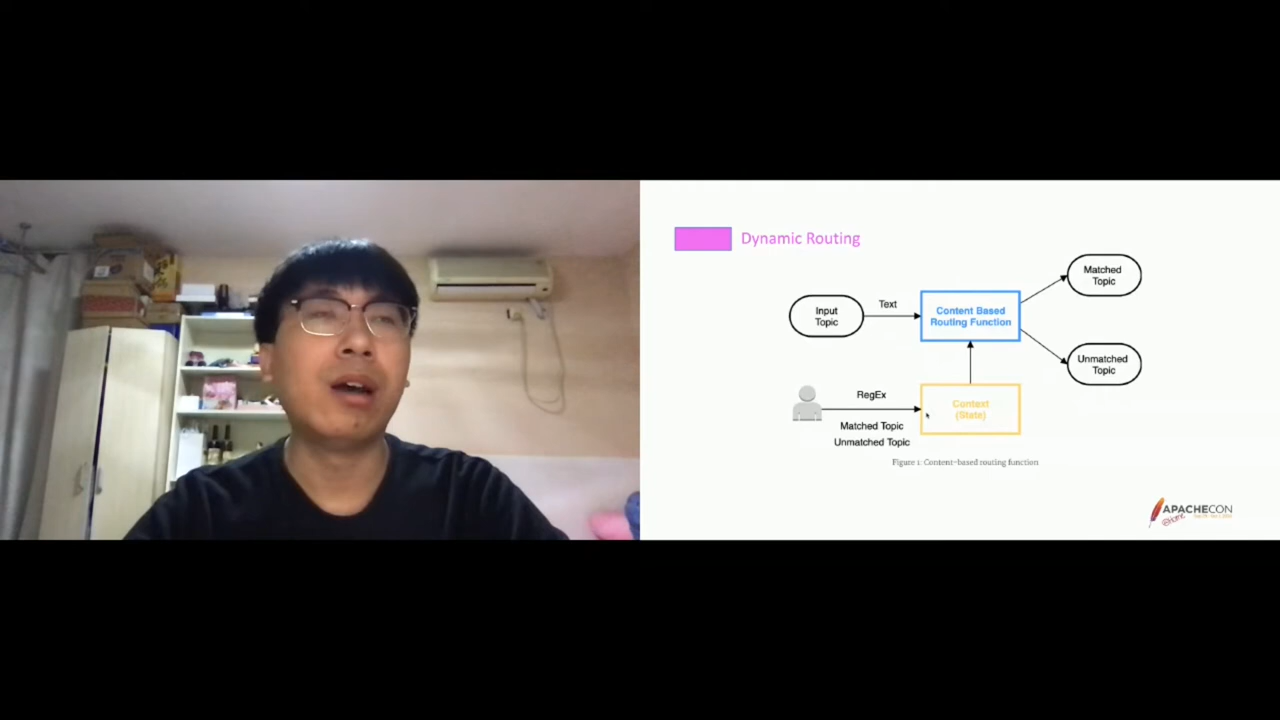 Dynamic Routing
Matched
Topic
Input
Topic
Text
Content Based
Routing Function
Unmatched
Topic
RegEx
Context
(State)
Matched Topic
Unmatched Topic
Figure 1: Content-based routing function
APACHECON
@Home